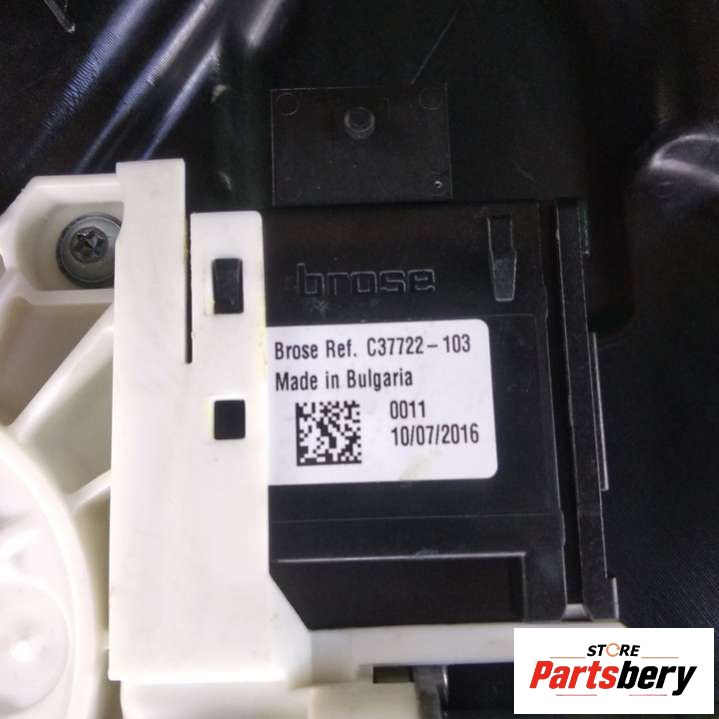 brose
Brose Ref. C37722-103
Made in Bulgaria
0011
10/07/2016
STORE
Partsbery